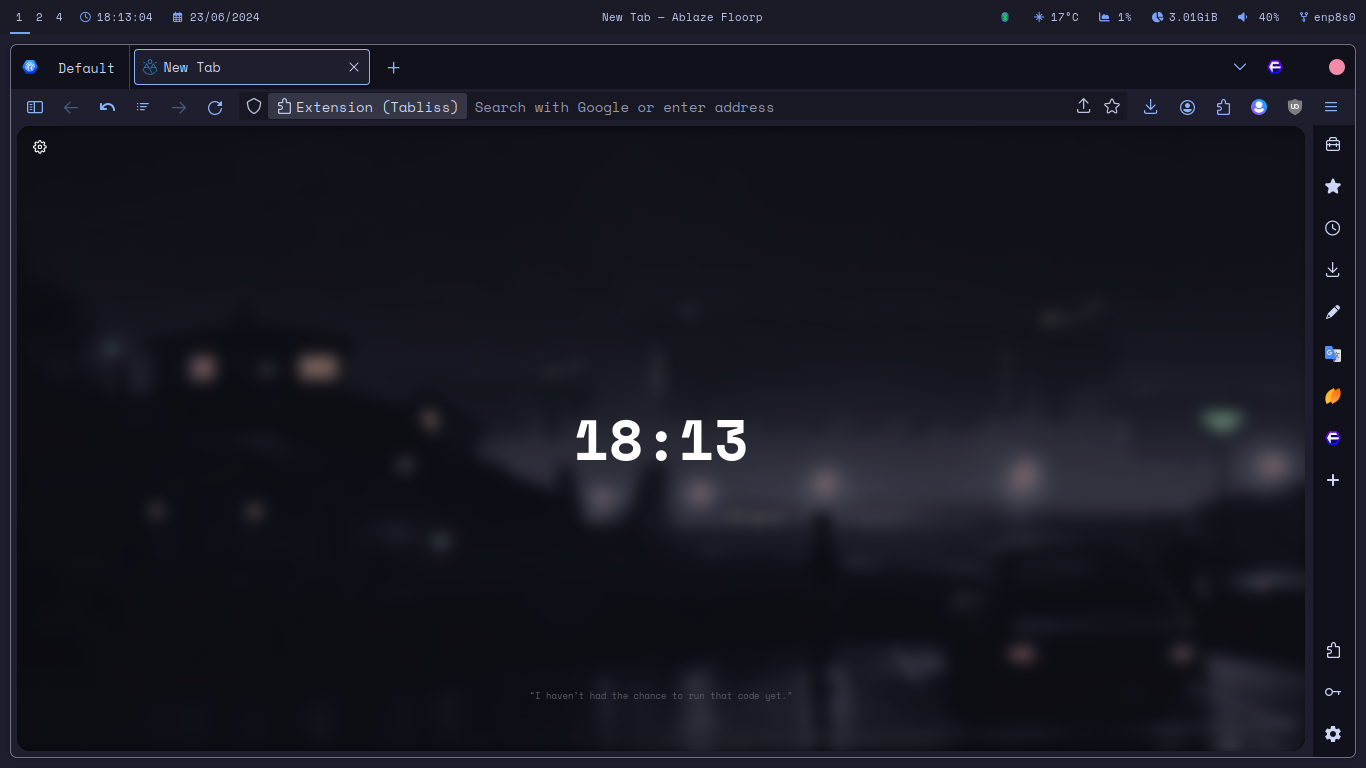 1 2 4 18:13:04 23/06/2024 New Tab — Ablaze Floorp 17°C 1% 3.01GiB 40% enp8s0
Default New Tab
Extension (Tabliss) Search with Google or enter address
18:13
"I haven't had the chance to run that code yet."